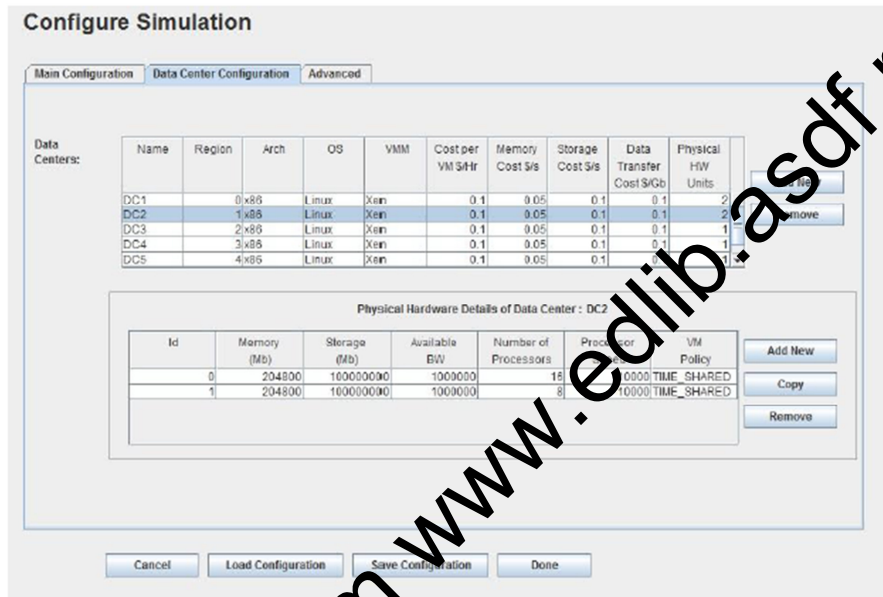 Configure Simulation
Main Configuration Data Center Configuration Advanced
Data Centers:
Name Region Arch OS VMM Cost per VM $/Hr Memory Cost $/s Storage Cost $/s Data Transfer Cost $/Gb Physical HW Units
DC1 0 x86 Linux Xen 0.1 0.05 0.1 0.1 2
DC2 1 x86 Linux Xen 0.1 0.05 0.1 0.1 2
DC3 2 x86 Linux Xen 0.1 0.05 0.1 0.1 1
DC4 3 x86 Linux Xen 0.1 0.05 0.1 0.1 1
DC5 4 x86 Linux Xen 0.1 0.05 0.1 1
New
Physical Hardware Details of Data Center : DC2
Id Memory (Mb) Storage (Mb) Available BW Number of Processors VM Policy
0 204800 100000000 1000000 16 10000 TIME_SHARED
1 204800 100000000 1000000 8 10000 TIME_SHARED
Add New
Copy
Remove
Cancel Load Configuration Save Configuration Done
www.edlib.asdf